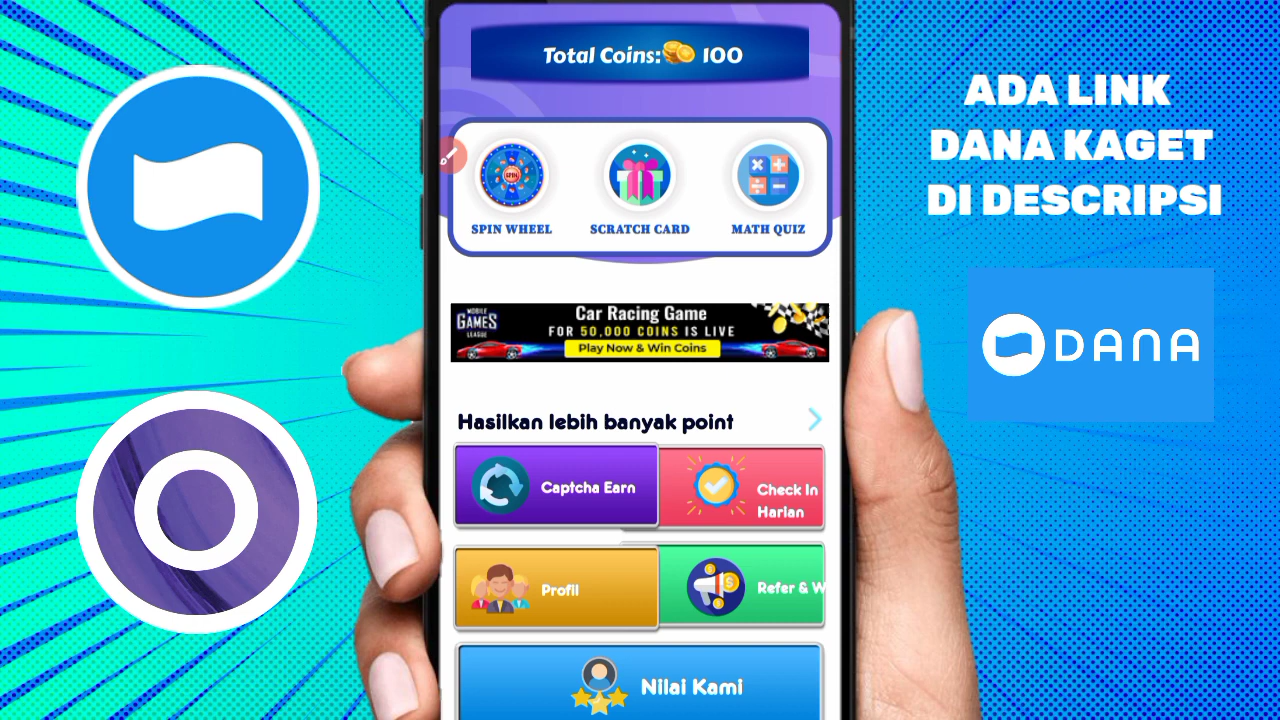 Total Coins: 100
SPIN
SPIN WHEEL
SCRATCH CARD
MATH QUIZ
MOBILE
GAMES
LEAGUE
Car Racing Game
FOR 50,000 COINS IS LIVE
Play Now & Win Coins
Hasilkan lebih banyak point
Captcha Earn
Check In
Harian
Profil
Refer & W
Nilai Kami
ADA LINK
DANA KAGET
DI DESCRIPSI
DANA